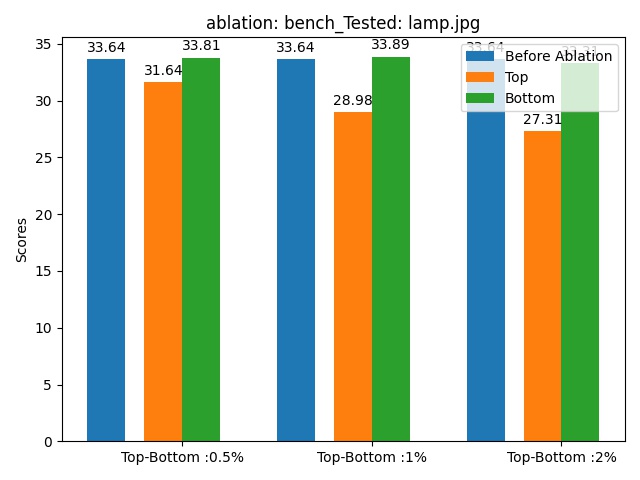 ablation: bench_Tested: lamp.jpg
33.64
31.64
33.81
33.64
28.98
33.89
33.64
27.31
33.31
Before Ablation
Top
Bottom
Scores
35
30
25
20
15
10
5
0
Top-Bottom :0.5%
Top-Bottom :1%
Top-Bottom :2%